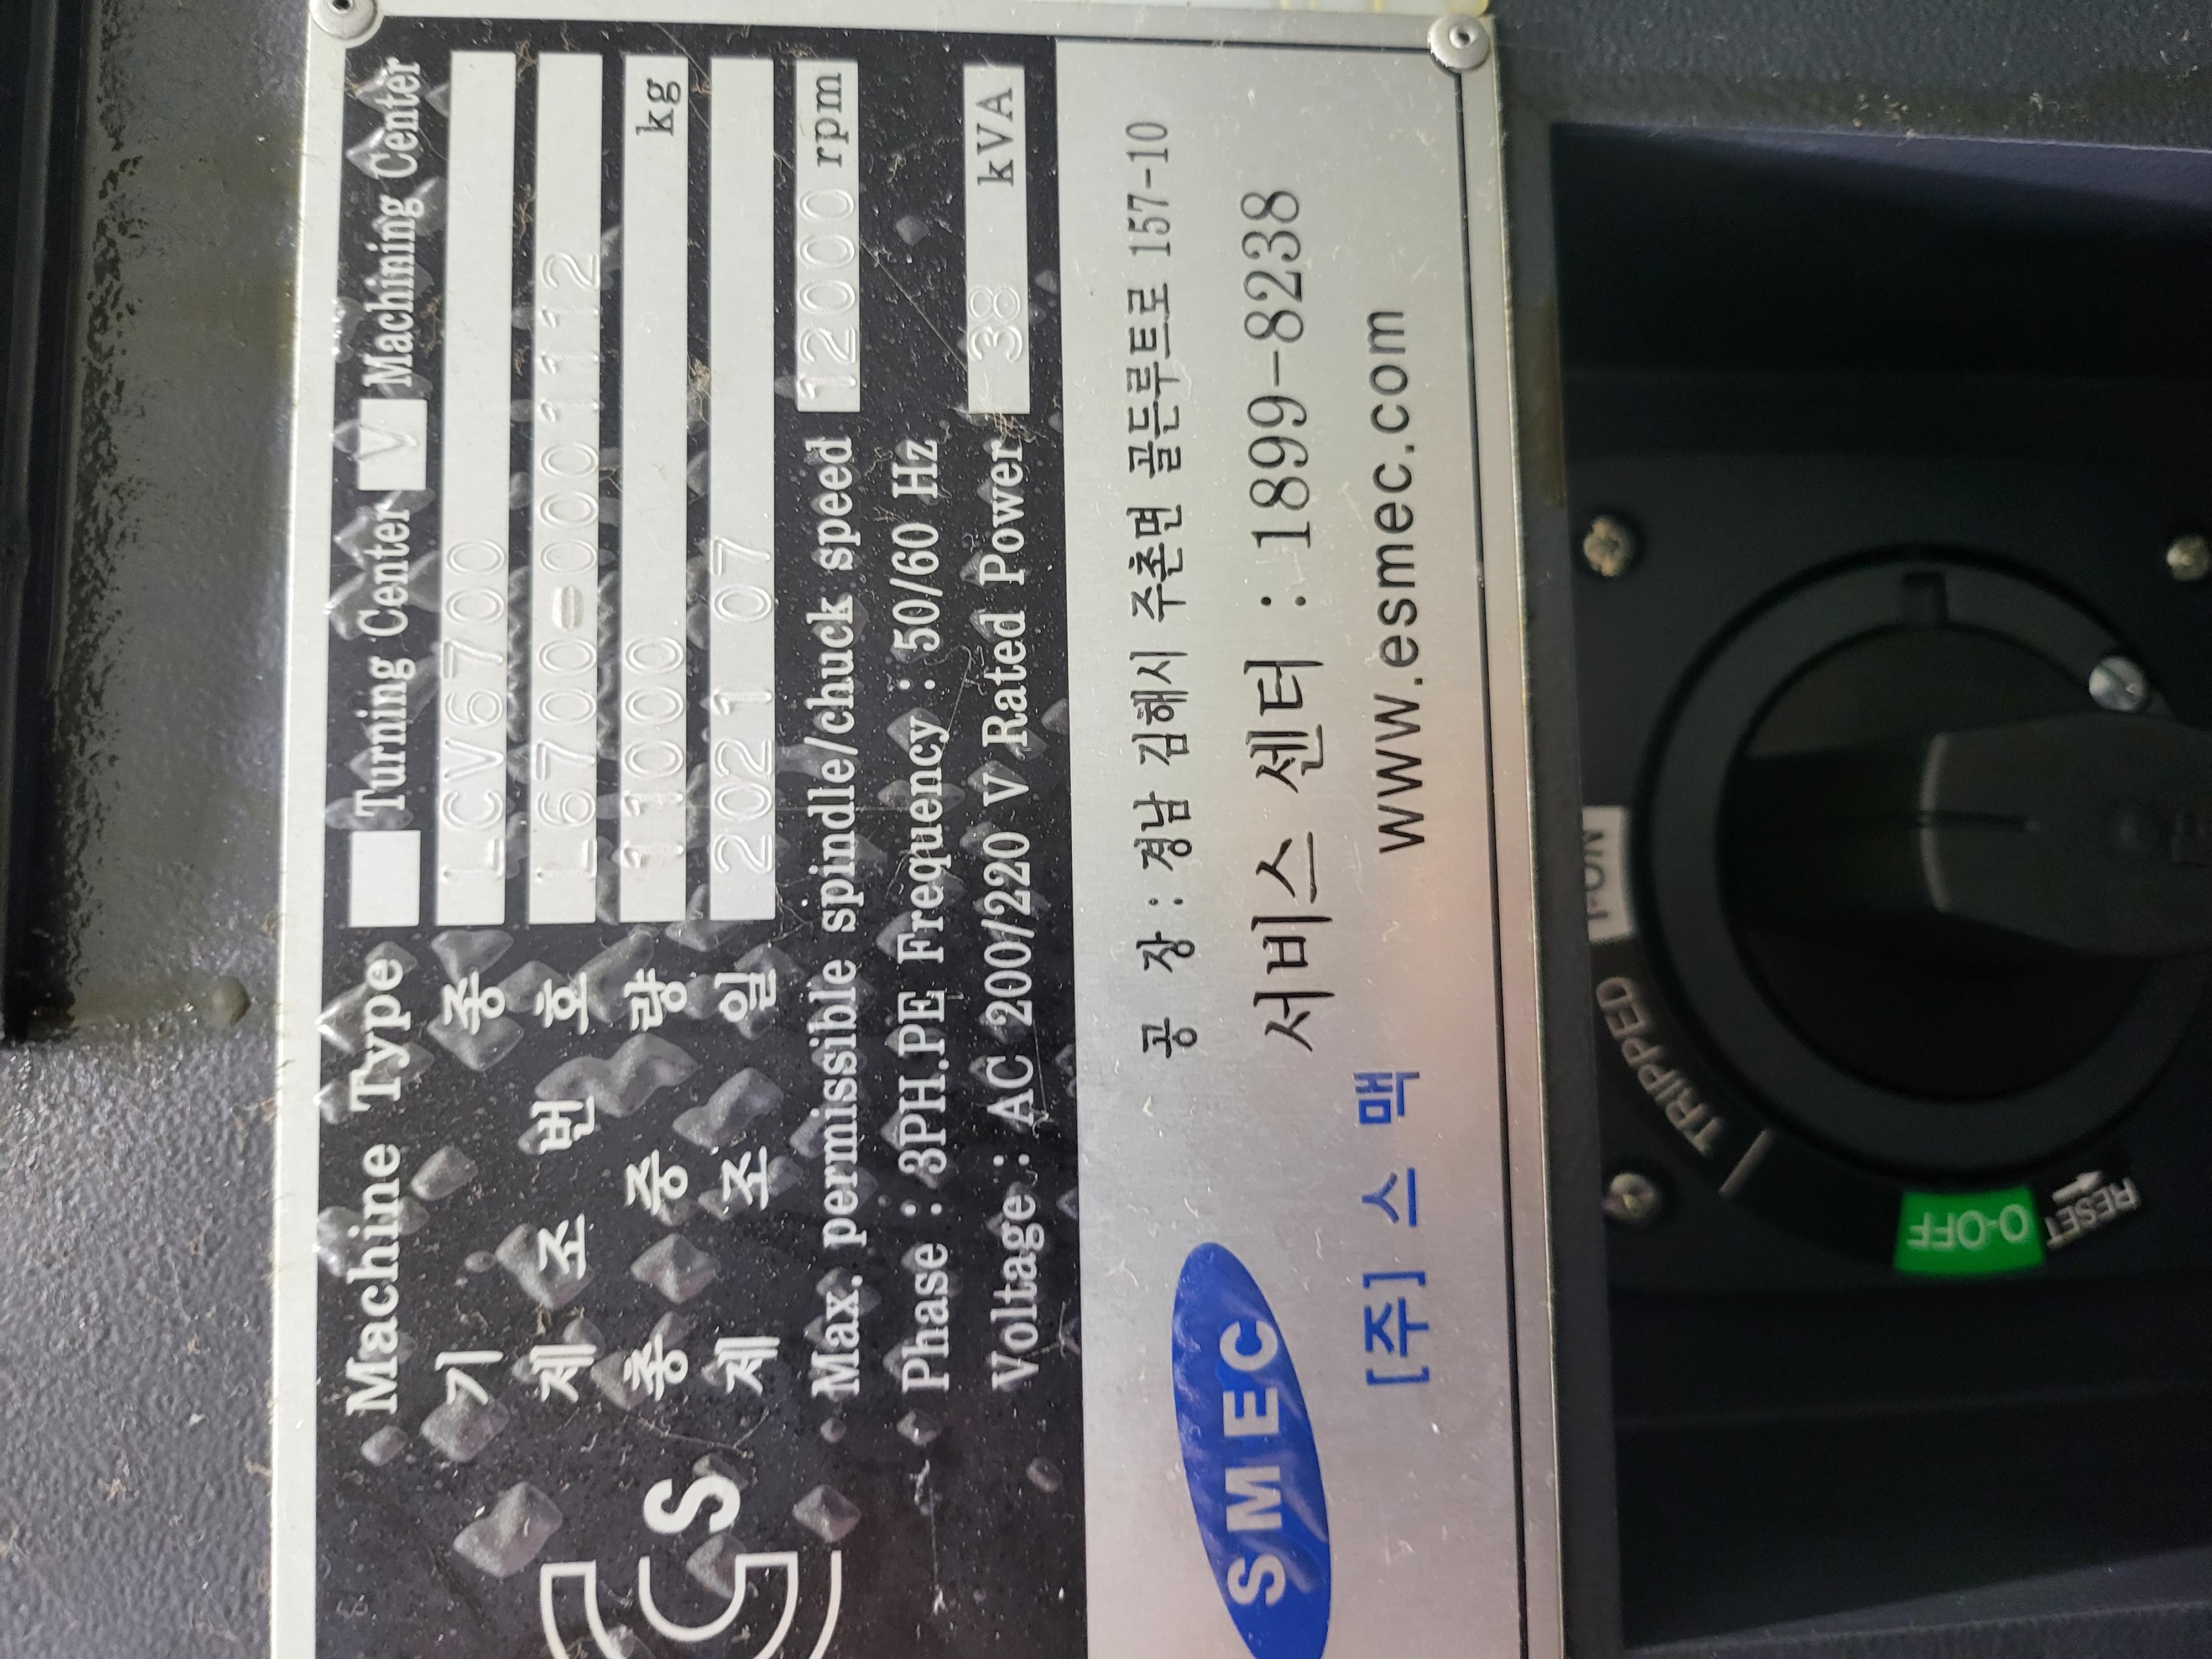 Machine Type Turning Center V Machining Center
기 종 LCV6700
제 조 번 호 L6700-0001112
총 중 량 11000 kg
제 조 일 2021 07
Max. permissible spindle/chuck speed 12000 rpm
Phase : 3PH.PE Frequency : 50/60 Hz
Voltage : AC 200/220 V Rated Power 38 kVA
S
SMEC
공 장 : 경남 김해시 주촌면 골든루트로 157-10
서비스 센터 : 1899-8238
[주] 스 맥 www.esmec.com
I-ON
TRIPPED
O-OFF
RESET